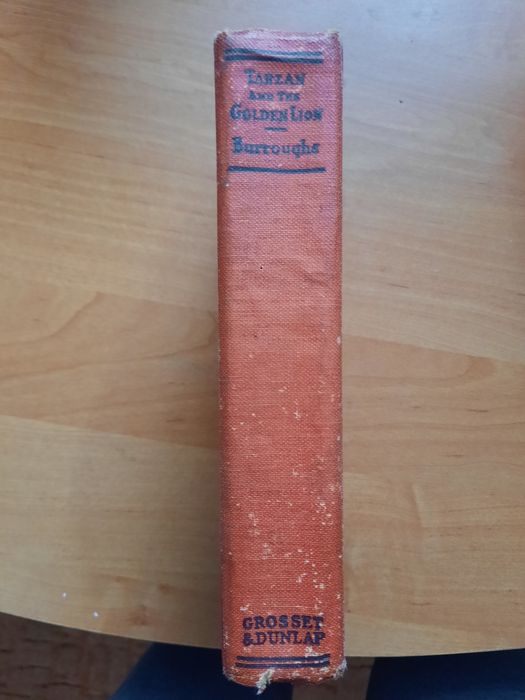 TARZAN
AND THE
GOLDEN LION
Burroughs
GROSSET
& DUNLAP